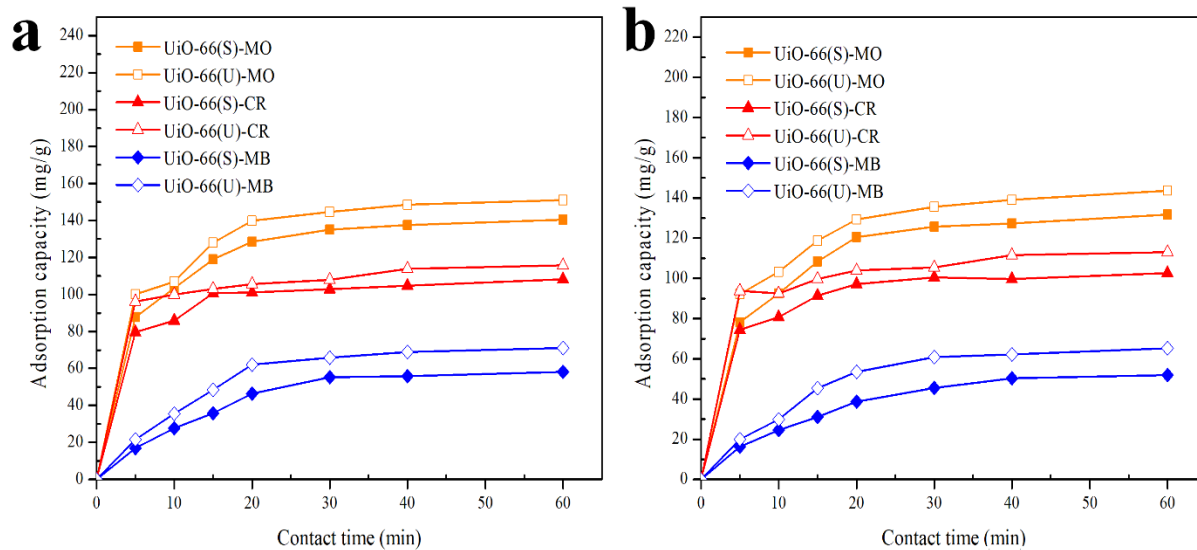 a
240
220
200
180
160
140
120
100
80
60
40
20
0
Adsorption capacity (mg/g)
UiO-66(S)-MO
UiO-66(U)-MO
UiO-66(S)-CR
UiO-66(U)-CR
UiO-66(S)-MB
UiO-66(U)-MB
0 10 20 30 40 50 60
Contact time (min)
b
220
200
180
160
140
120
100
80
60
40
20
0
Adsorption capacity (mg/g)
UiO-66(S)-MO
UiO-66(U)-MO
UiO-66(S)-CR
UiO-66(U)-CR
UiO-66(S)-MB
UiO-66(U)-MB
0 10 20 30 40 50 60
Contact time (min)